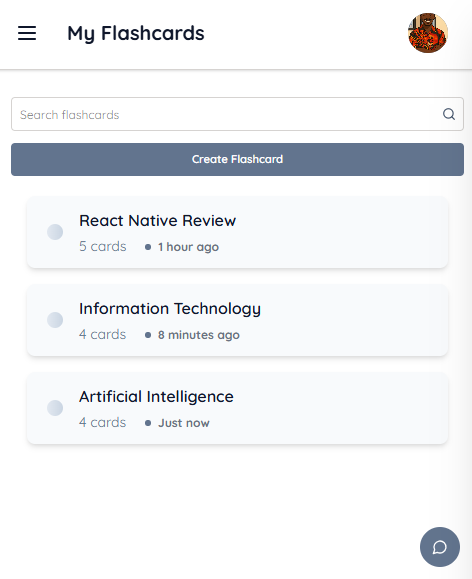 My Flashcards
Search flashcards
Create Flashcard
React Native Review
5 cards 1 hour ago
Information Technology
4 cards 8 minutes ago
Artificial Intelligence
4 cards Just now